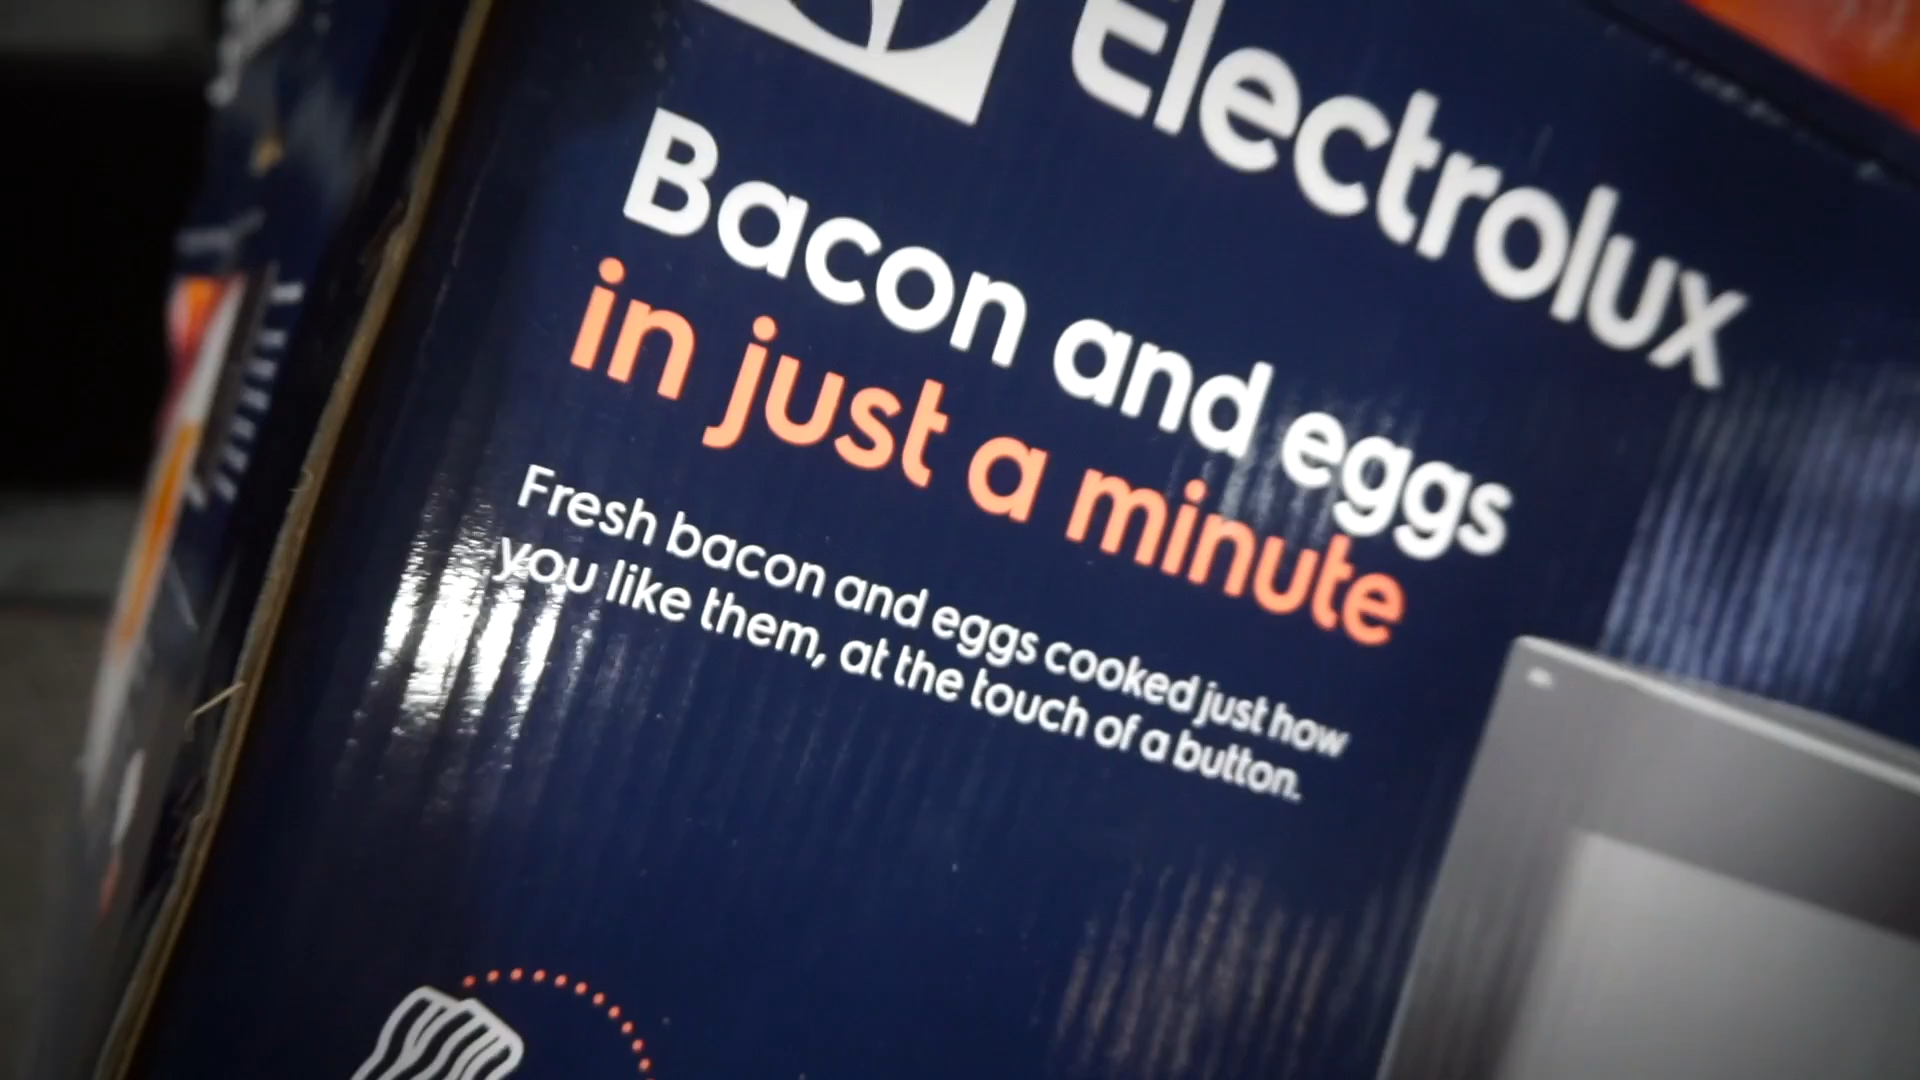 Electrolux
Bacon and eggs
in just a minute
Fresh bacon and eggs cooked just how
you like them, at the touch of a button.